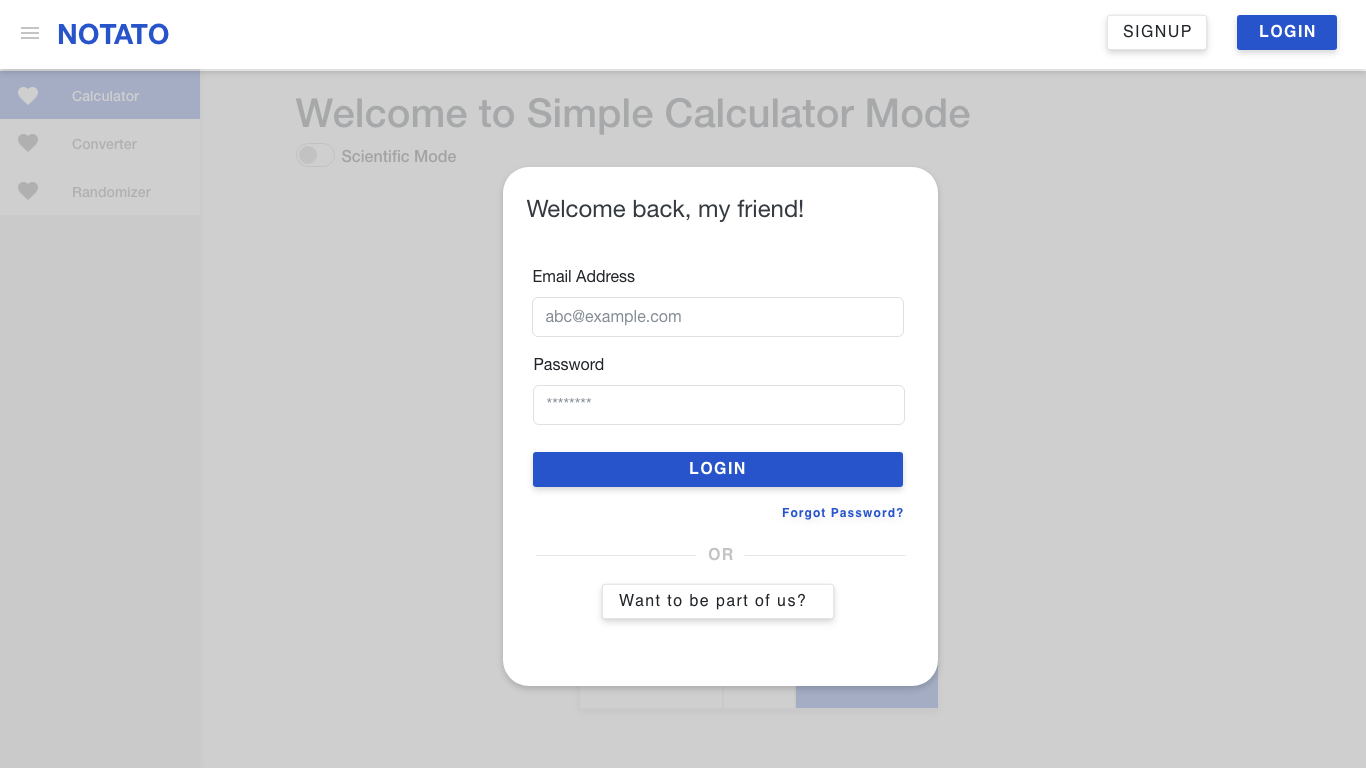 NOTATO
SIGNUP
LOGIN
Calculator
Converter
Randomizer
Welcome to Simple Calculator Mode
Scientific Mode
Welcome back, my friend!
Email Address
abc@example.com
Password
********
LOGIN
Forgot Password?
OR
Want to be part of us?